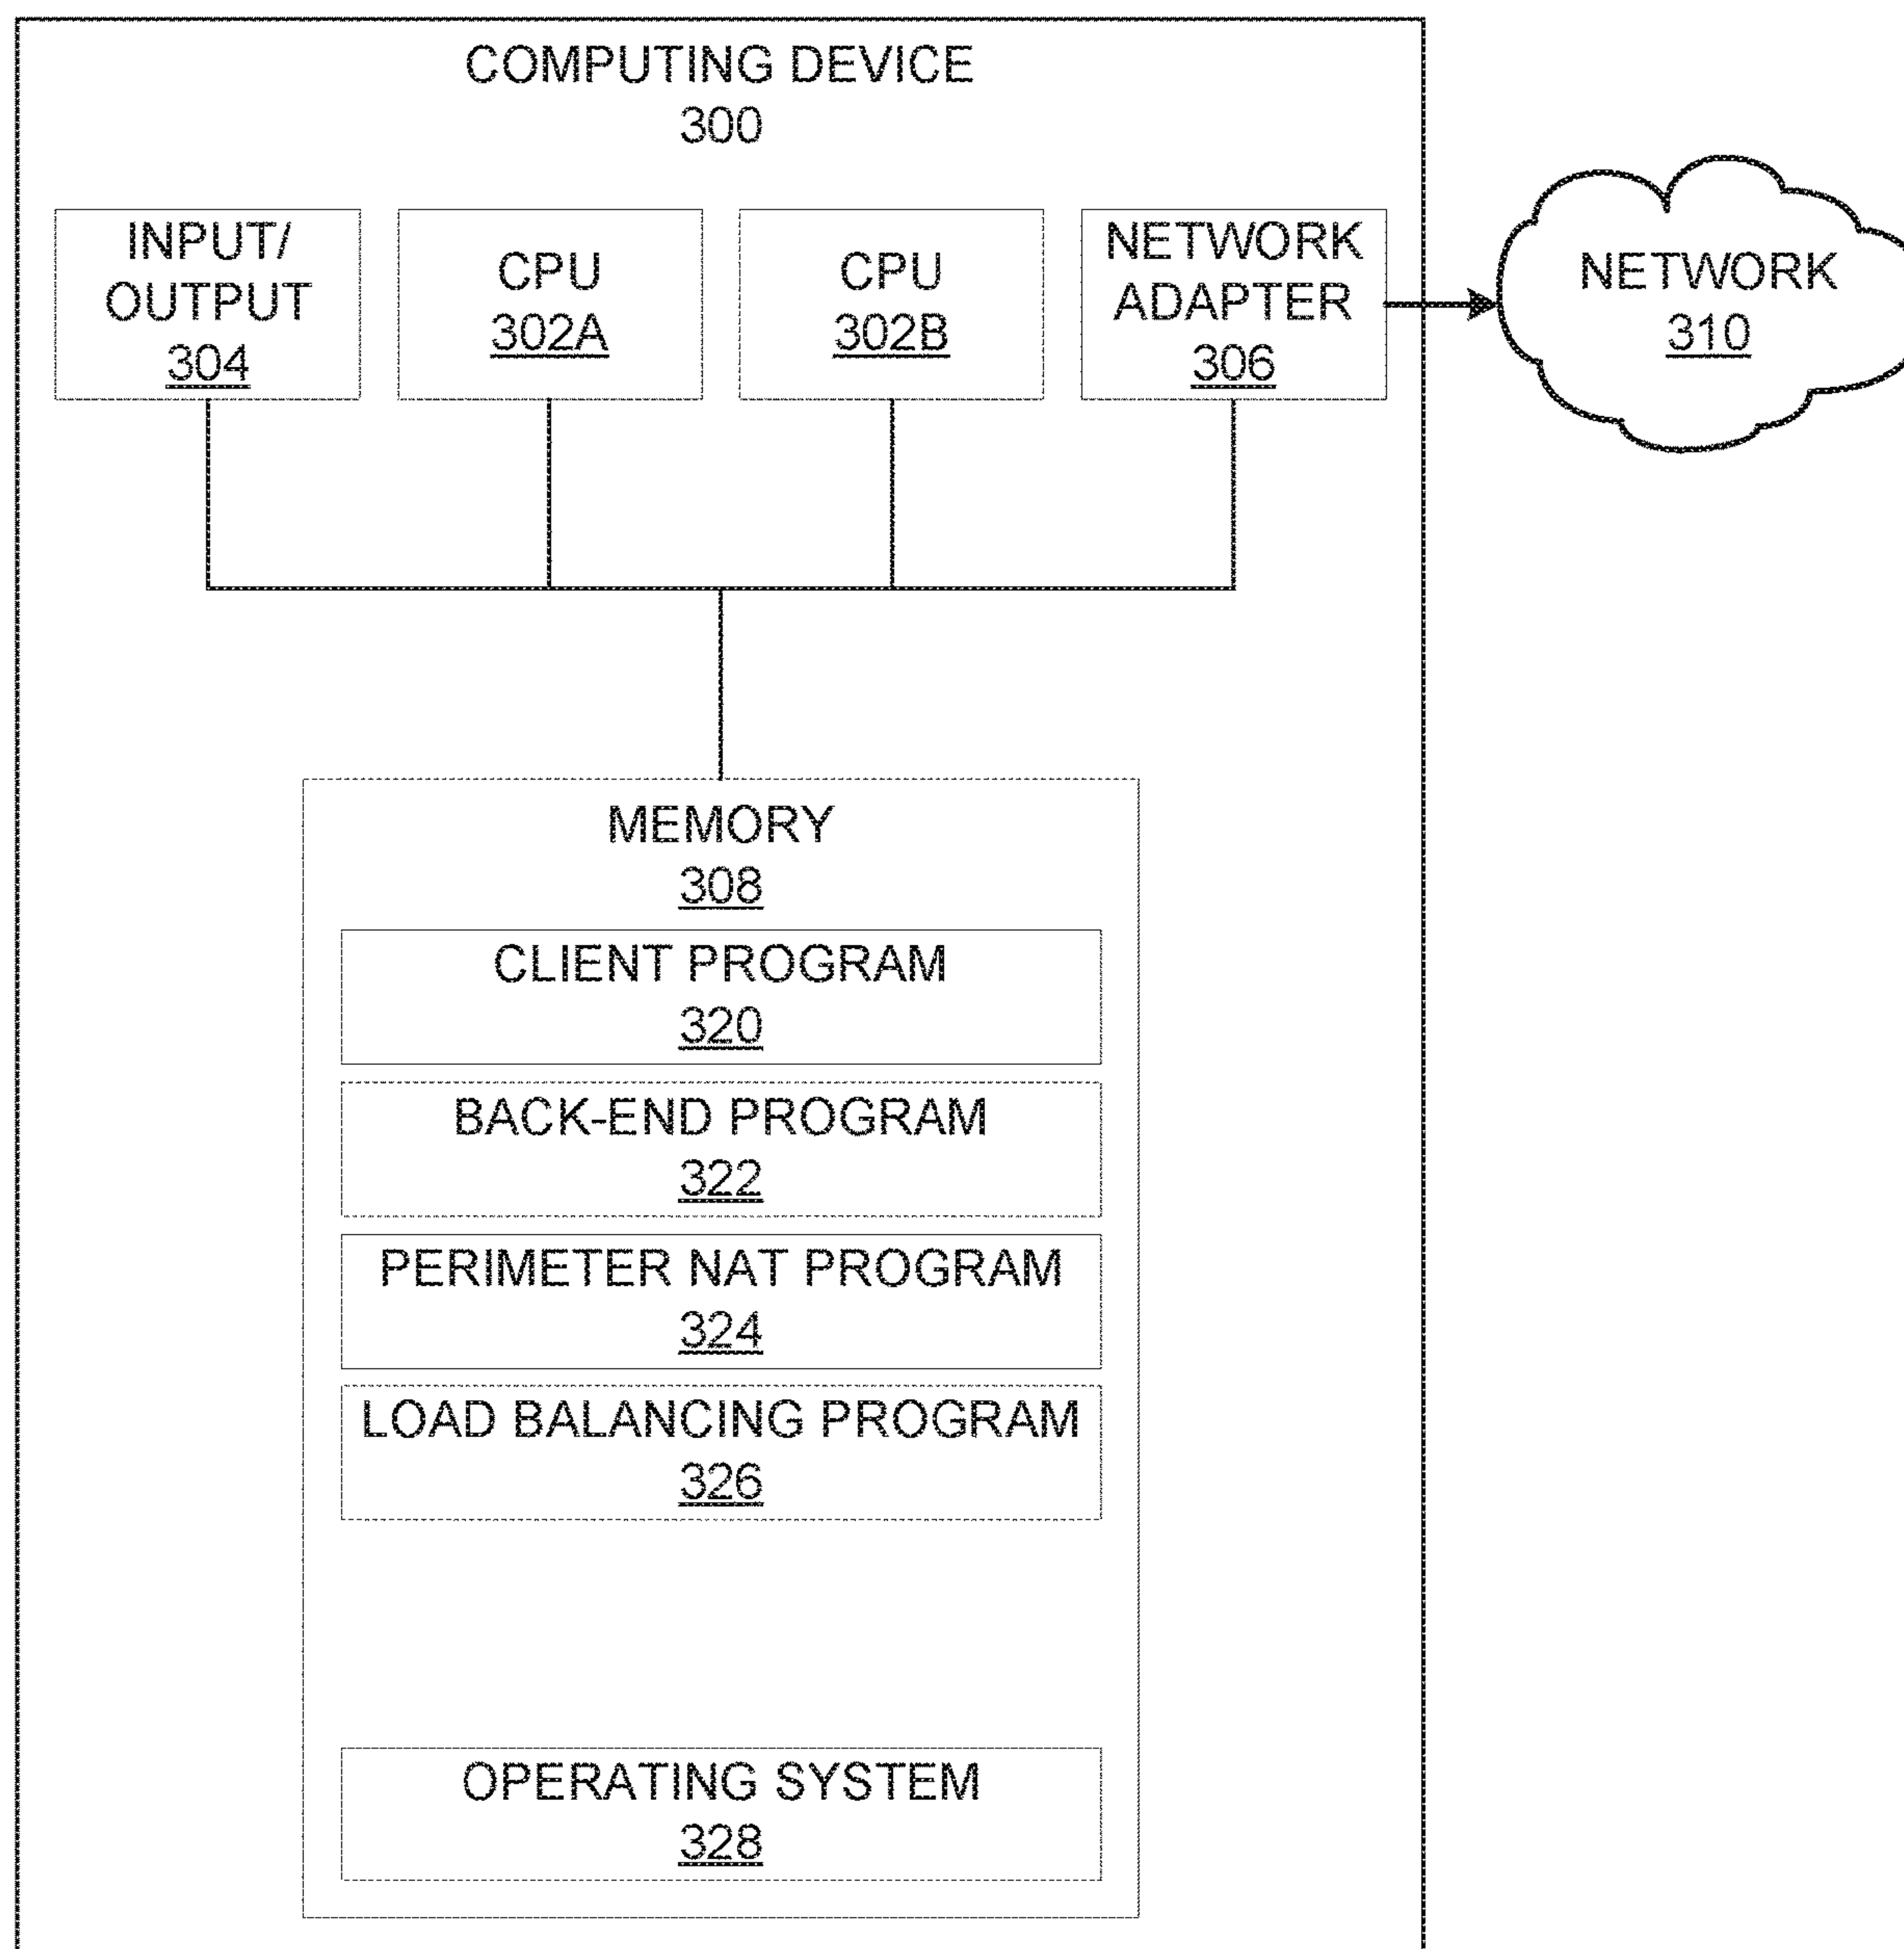 COMPUTING DEVICE
300
INPUT/
OUTPUT
304
CPU
302A
CPU
302B
NETWORK
ADAPTER
306
NETWORK
310
MEMORY
308
CLIENT PROGRAM
320
BACK-END PROGRAM
322
PERIMETER NAT PROGRAM
324
LOAD BALANCING PROGRAM
326
OPERATING SYSTEM
328